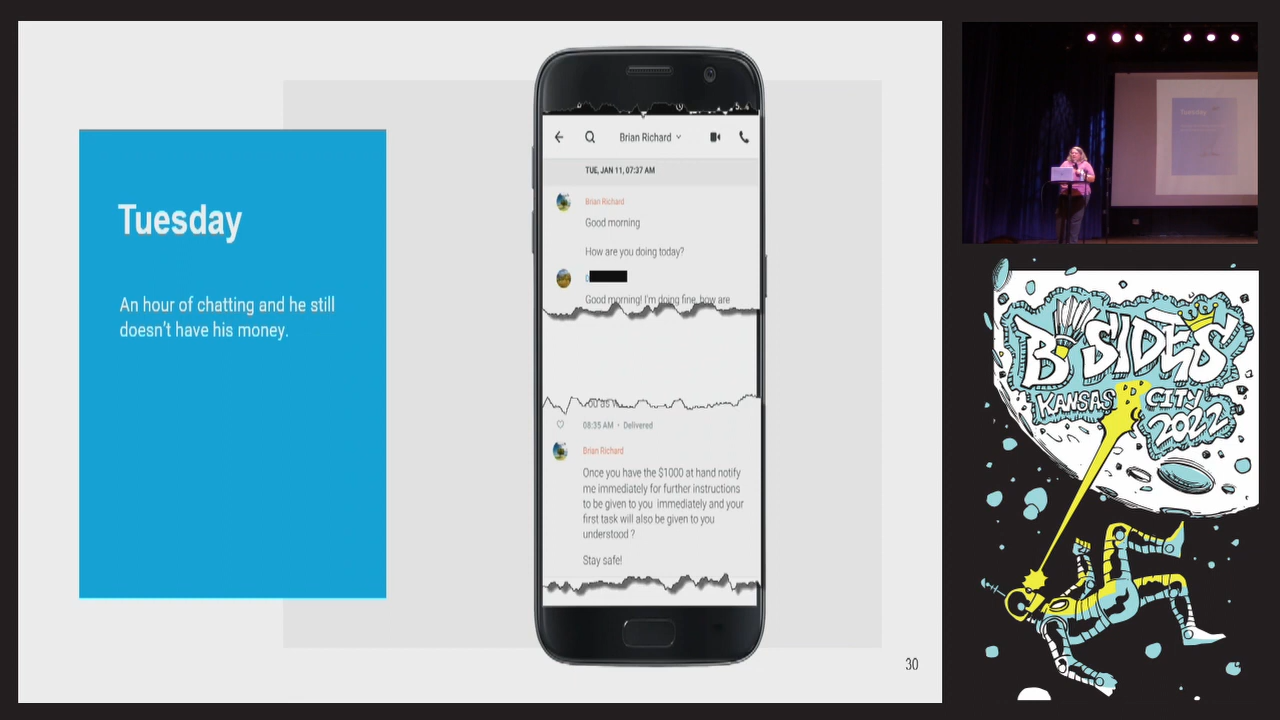 Tuesday
An hour of chatting and he still
doesn't have his money.
Brian Richard
TUE, JAN 11, 07:37 AM
Brian Richard
Good morning
How are you doing today?
Good morning! I'm doing fine, how are
08:35 AM • Delivered
Brian Richard
Once you have the $1000 at hand notify
me immediately for further instructions
to be given to you immediately and your
first task will also be given to you
understood ?
Stay safe!
30
Tuesday
BSIDES
KANSAS CITY
2022